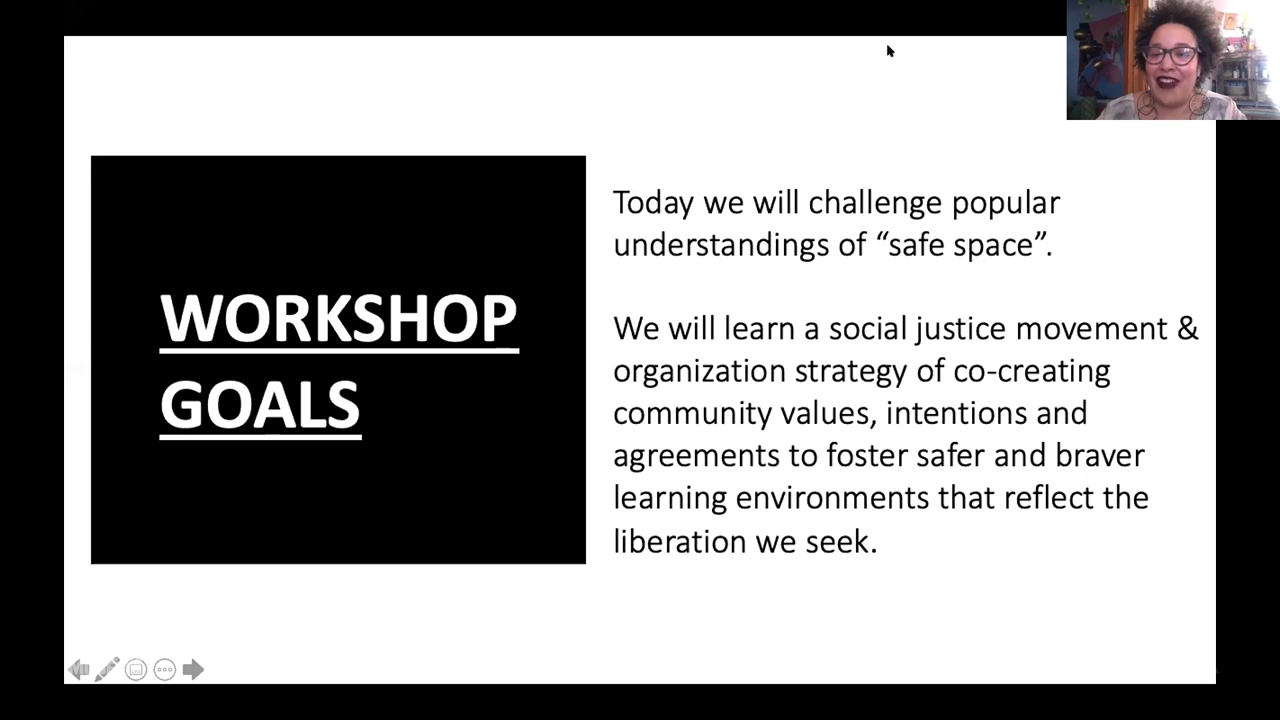 WORKSHOP
GOALS
Today we will challenge popular
understandings of “safe space”.
We will learn a social justice movement &
organization strategy of co-creating
community values, intentions and
agreements to foster safer and braver
learning environments that reflect the
liberation we seek.